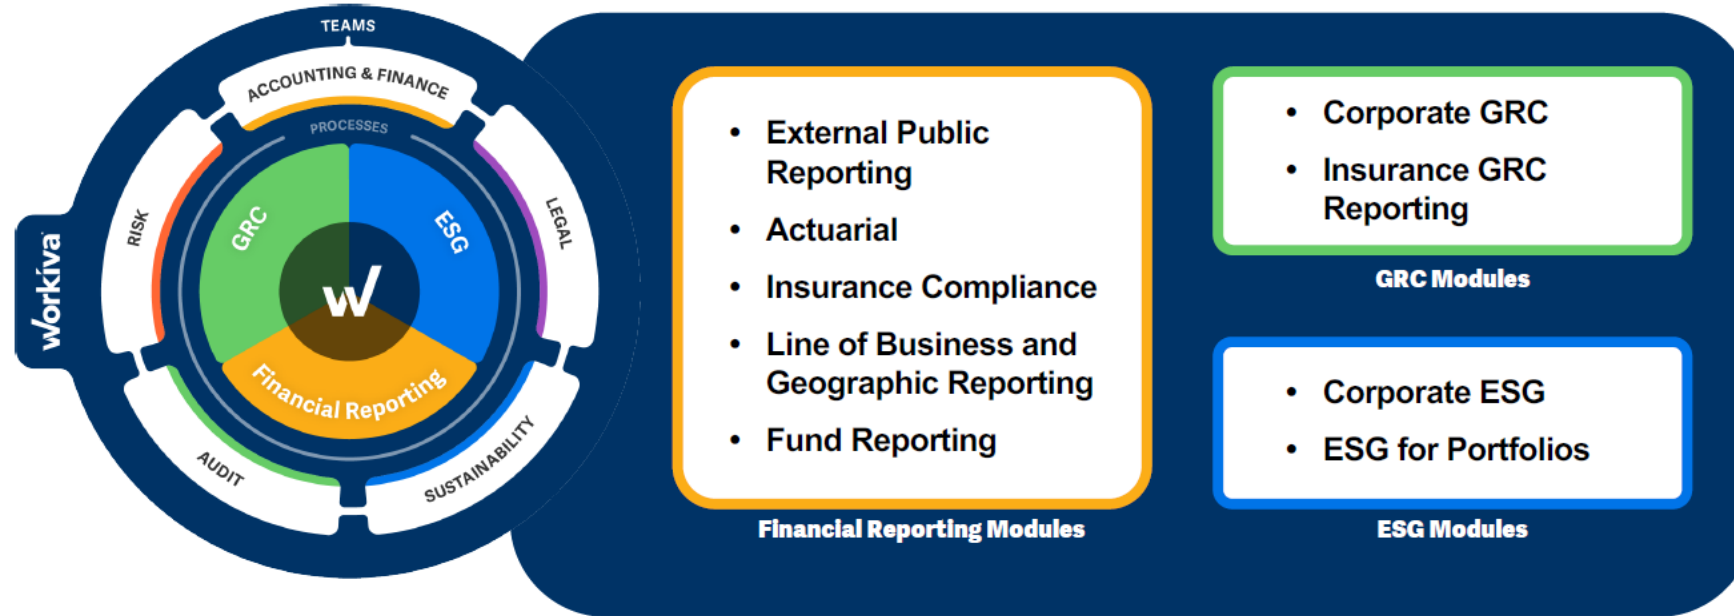 TEAMS
ACCOUNTING & FINANCE
PROCESSES
RISK
LEGAL
GRC
ESG
workiva
W
Financial Reporting
AUDIT
SUSTAINABILITY
• External Public
Reporting
• Actuarial
• Insurance Compliance
• Line of Business and
Geographic Reporting
• Fund Reporting
Financial Reporting Modules
• Corporate GRC
• Insurance GRC
Reporting
GRC Modules
• Corporate ESG
• ESG for Portfolios
ESG Modules